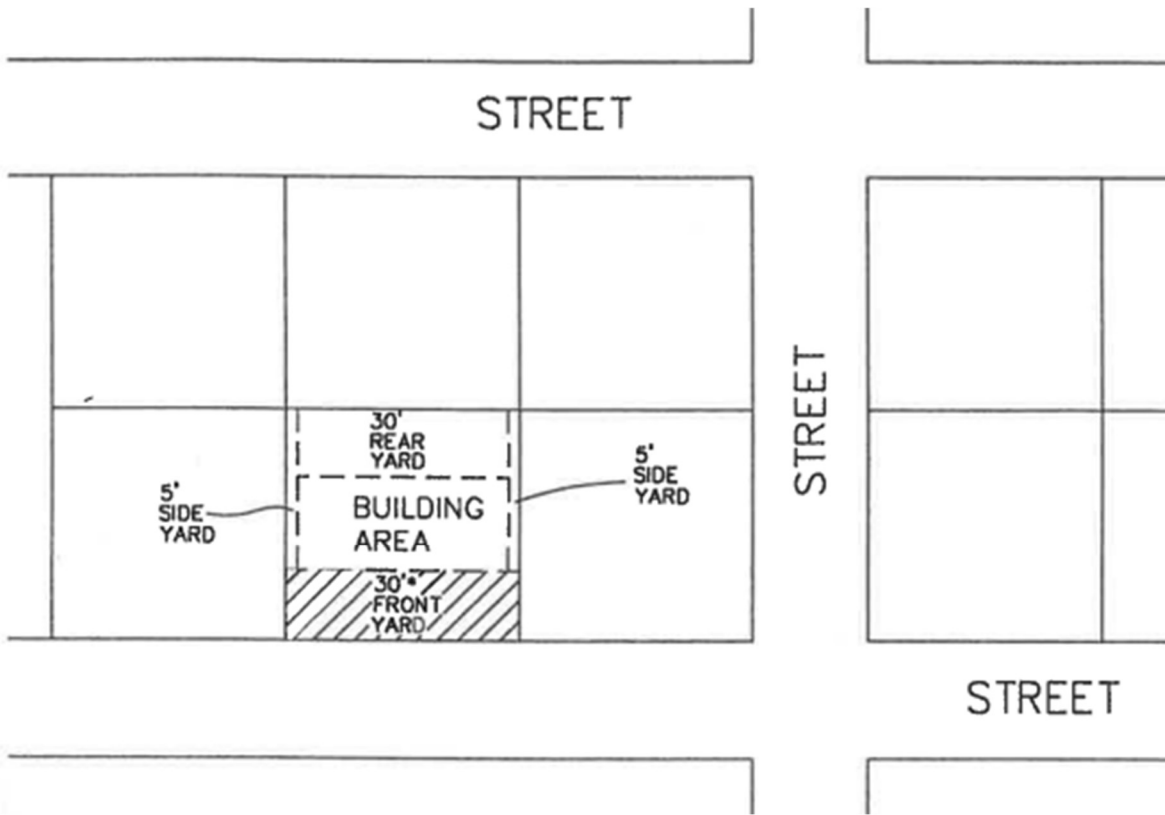 STREET
STREET
30'
REAR
YARD
5'
SIDE
YARD
5'
SIDE
YARD
BUILDING
AREA
30'*'
FRONT
YARD
STREET